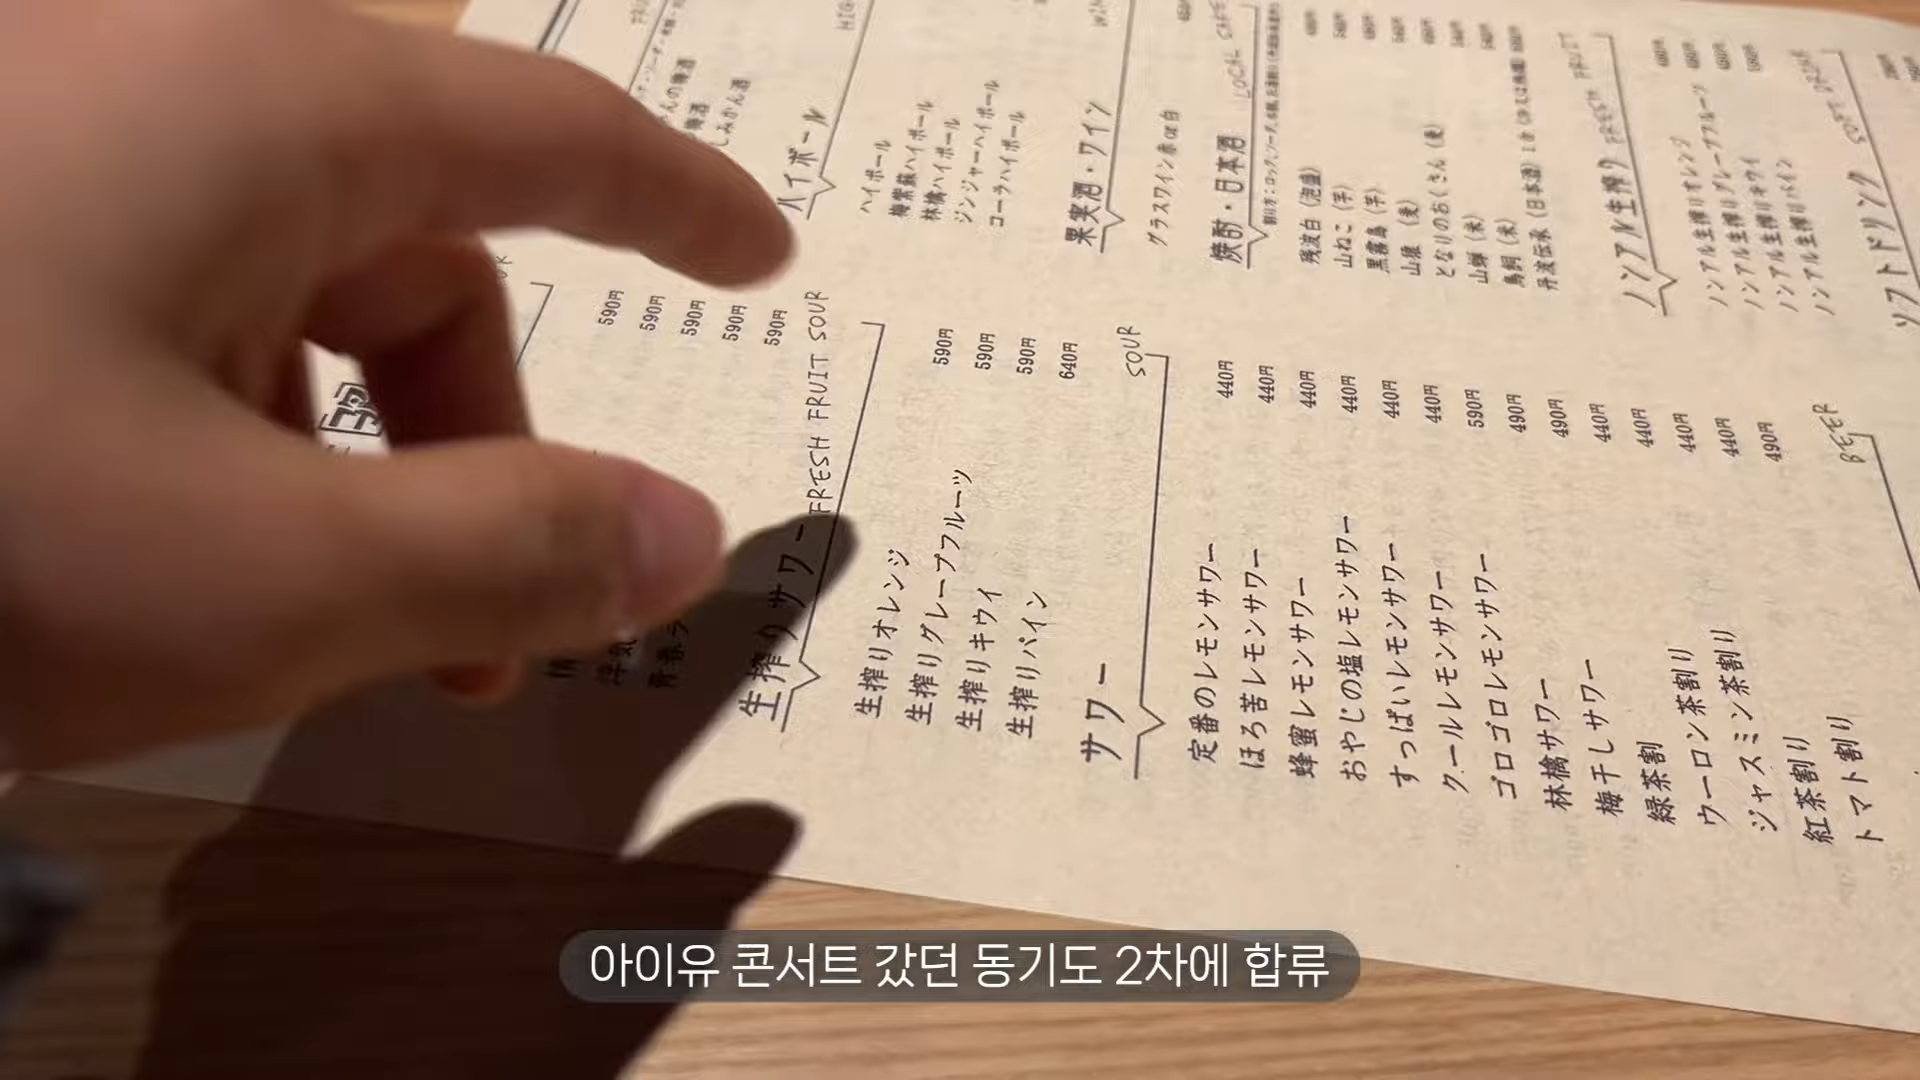 ハイボール
ハイボール
梅紫蘇ハイボール
林檎ハイボール
ジンジャーハイボール
コーラハイボール
果実酒・ワイン
グラスワイン赤or白
焼酎・日本酒
LOCAL
残波白（泡盛）
山ねこ（芋）
黒霧島（芋）
山猿（麦）
となりのおくさん（麦）
山蝉（米）
鳥飼（米）
丹波伝承（日本酒）
ノンアル生搾り FRESH FRUIT
ノンアル生搾りオレンジ
ノンアル生搾りグレープフルーツ
ノンアル生搾りキウイ
ノンアル生搾りパイン
ソフトドリンク SOFT DRINK
590円
590円
590円
590円
590円
生搾りサワー FRESH FRUIT SOUR
生搾りオレンジ 590円
生搾りグレープフルーツ 590円
生搾りキウイ 590円
生搾りパイン 640円
サワー SOUR
定番のレモンサワー 440円
ほろ苦レモンサワー 440円
蜂蜜レモンサワー 440円
おやじの塩レモンサワー 440円
すっぱいレモンサワー 440円
クールレモンサワー 440円
ゴロゴロレモンサワー 590円
林檎サワー 490円
梅干しサワー 490円
緑茶割 440円
ウーロン茶割り 440円
ジャスミン茶割り 440円
紅茶割り 440円
トマト割り 490円
BEER
아이유 콘서트 갔던 동기도 2차에 합류